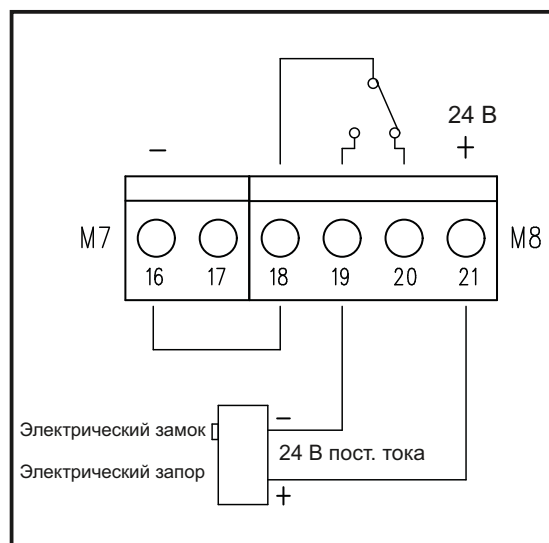 24 В
− +
M7 M8
16 17 18 19 20 21
Электрический замок −
24 В пост. тока
Электрический запор
+